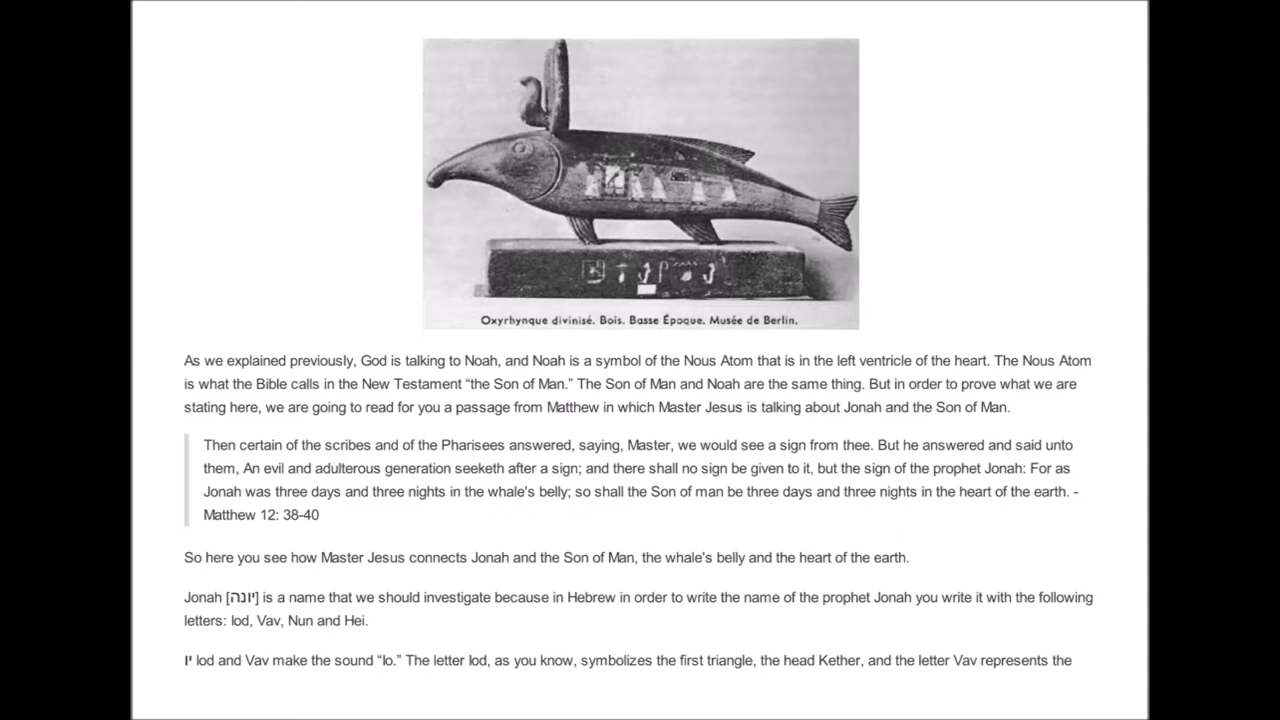 Oxyrhynque divinisé. Bois. Basse Époque. Musée de Berlin.
As we explained previously, God is talking to Noah, and Noah is a symbol of the Nous Atom that is in the left ventricle of the heart. The Nous Atom
is what the Bible calls in the New Testament “the Son of Man.” The Son of Man and Noah are the same thing. But in order to prove what we are
stating here, we are going to read for you a passage from Matthew in which Master Jesus is talking about Jonah and the Son of Man.
Then certain of the scribes and of the Pharisees answered, saying, Master, we would see a sign from thee. But he answered and said unto
them, An evil and adulterous generation seeketh after a sign; and there shall no sign be given to it, but the sign of the prophet Jonah: For as
Jonah was three days and three nights in the whale's belly; so shall the Son of man be three days and three nights in the heart of the earth. -
Matthew 12: 38-40
So here you see how Master Jesus connects Jonah and the Son of Man, the whale's belly and the heart of the earth.
Jonah [יונה] is a name that we should investigate because in Hebrew in order to write the name of the prophet Jonah you write it with the following
letters: Iod, Vav, Nun and Hei.
יו Iod and Vav make the sound “Io.” The letter Iod, as you know, symbolizes the first triangle, the head Kether, and the letter Vav represents the